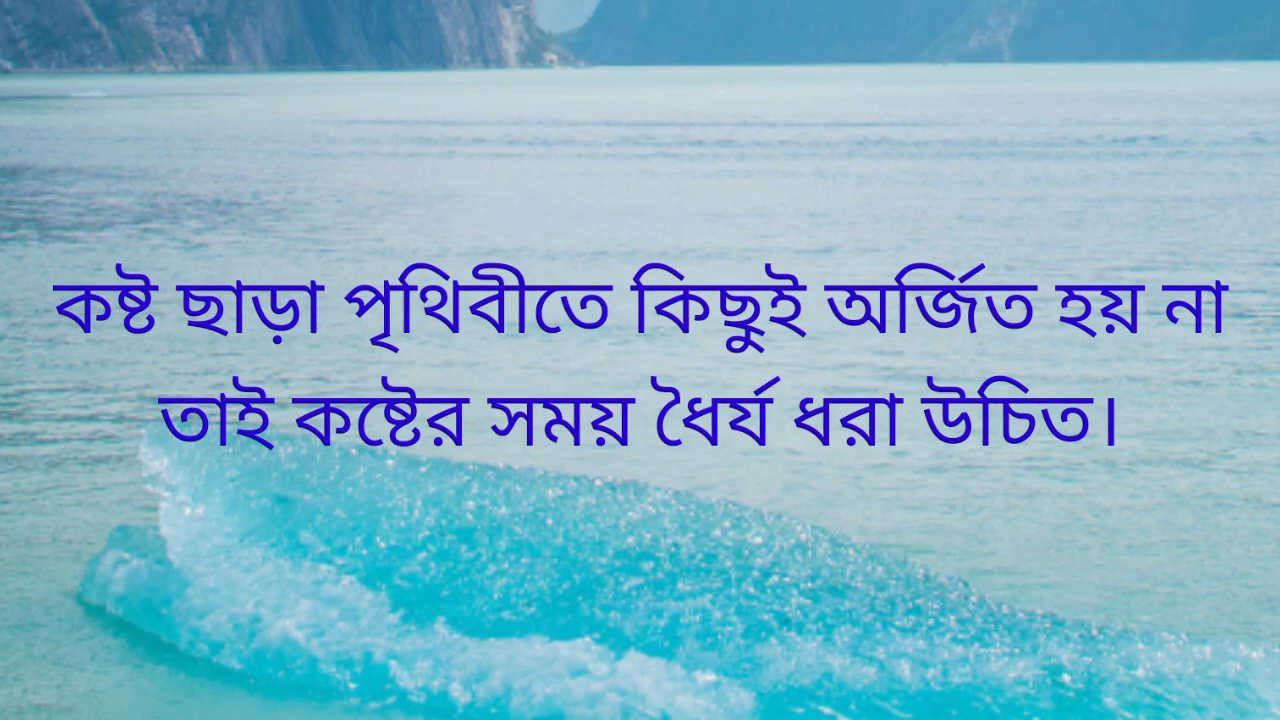 কষ্ট ছাড়া পৃথিবীতে কিছুই অর্জিত হয় না
তাই কষ্টের সময় ধৈর্য ধরা উচিত।